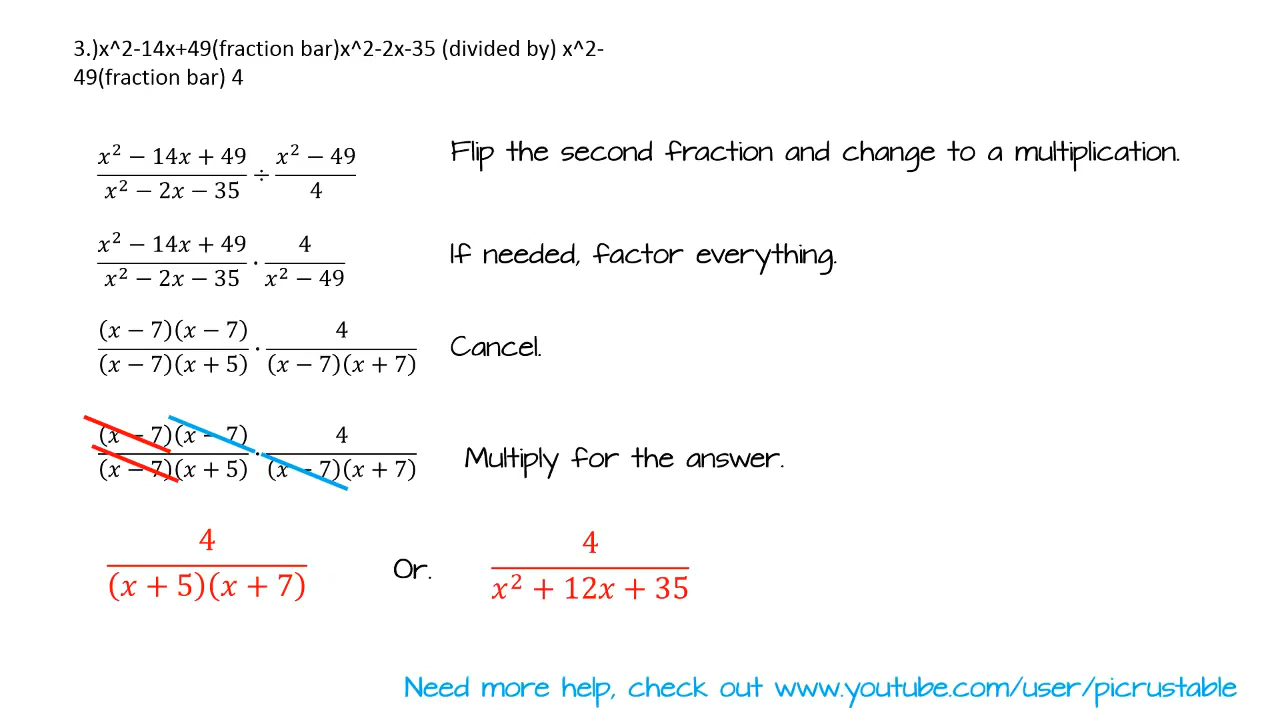 3.)x^2-14x+49(fraction bar)x^2-2x-35 (divided by) x^2-
49(fraction bar) 4
x² − 14x + 49 / x² − 2x − 35 ÷ x² − 49 / 4 Flip the second fraction and change to a multiplication.
x² − 14x + 49 / x² − 2x − 35 · 4 / x² − 49 If needed, factor everything.
(x − 7)(x − 7) / (x − 7)(x + 5) · 4 / (x − 7)(x + 7) Cancel.
(x − 7)(x − 7) / (x − 7)(x + 5) · 4 / (x − 7)(x + 7) Multiply for the answer.
4 / (x + 5)(x + 7) Or. 4 / x² + 12x + 35
Need more help, check out www.youtube.com/user/picrustable